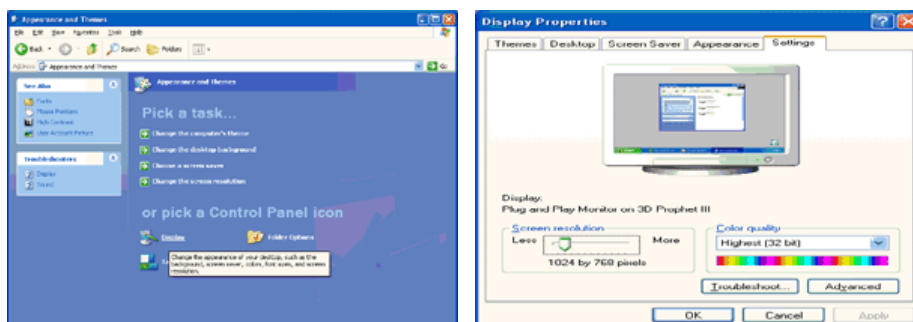 Appearance and Themes
File Edit View Favorites Tools Help
Back Search Folders
Address Appearance and Themes Go
See Also
Fonts
Mouse Pointers
High Contrast
User Account Picture
Troubleshooters
Display
Sound
Appearance and Themes
Pick a task...
Change the computer's theme
Change the desktop background
Choose a screen saver
Change the screen resolution
or pick a Control Panel icon
Display Folder Options
Change the appearance of your desktop, such as the
background, screen saver, colors, font sizes, and screen
resolution.
Display Properties
Themes Desktop Screen Saver Appearance Settings
Display:
Plug and Play Monitor on 3D Prophet III
Screen resolution
Less More
1024 by 768 pixels
Color quality
Highest (32 bit)
Troubleshoot... Advanced
OK Cancel Apply